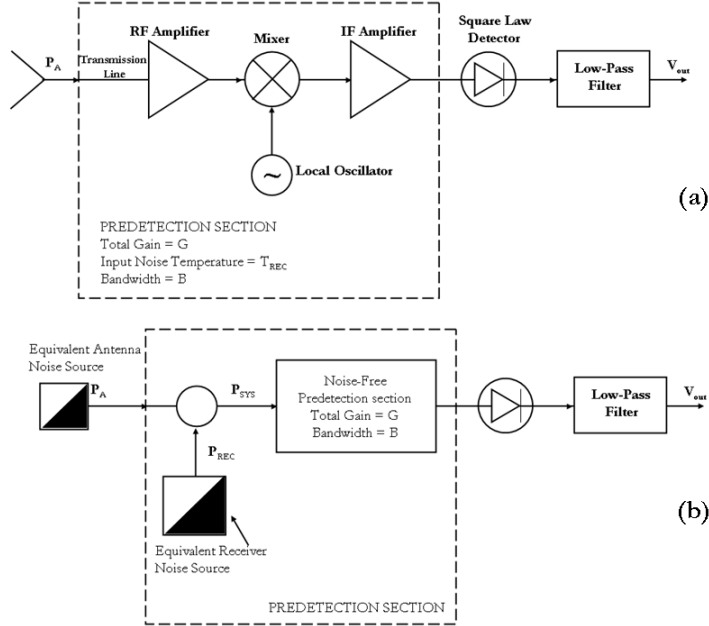 RF Amplifier
Mixer
IF Amplifier
Square Law
Detector
P_A
Transmission
Line
Low-Pass
Filter
V_out
~
Local Oscillator
(a)
PREDETECTION SECTION
Total Gain = G
Input Noise Temperature = T_REC
Bandwidth = B
Equivalent Antenna
Noise Source
P_A
P_SYS
Noise-Free
Predetection section
Total Gain = G
Bandwidth = B
Low-Pass
Filter
V_out
P_REC
(b)
Equivalent Receiver
Noise Source
PREDETECTION SECTION